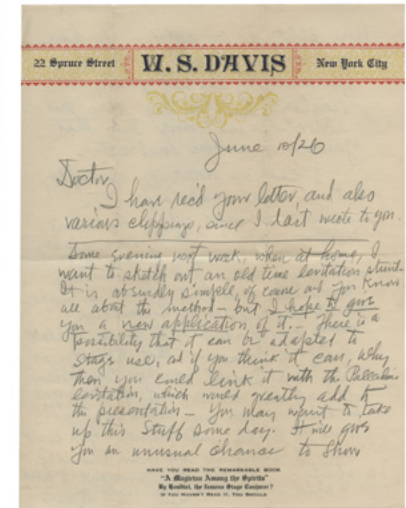 22 Spruce Street W. S. DAVIS New York City
June 10/26
Doctor,
I have rec'd your letter, and also
various clippings, since I last wrote to you.
Some evening next week, when at home, I
want to sketch out an old time levitation stunt.
It is absurdly simple, of course and you know
all about the method - but I hope to give
you a new application of it. - There is a
possibility that it can be adapted to
stage use, and if you think it can, why
then you could link it with the Palladino
levitation, which would greatly add to
the presentation - You may want to take
up this stuff some day. It will give
you an unusual chance to show
HAVE YOU READ THE REMARKABLE BOOK
"A Magician Among the Spirits"
By Houdini, the famous Stage Conjurer?
IF YOU HAVEN'T READ IT, YOU SHOULD